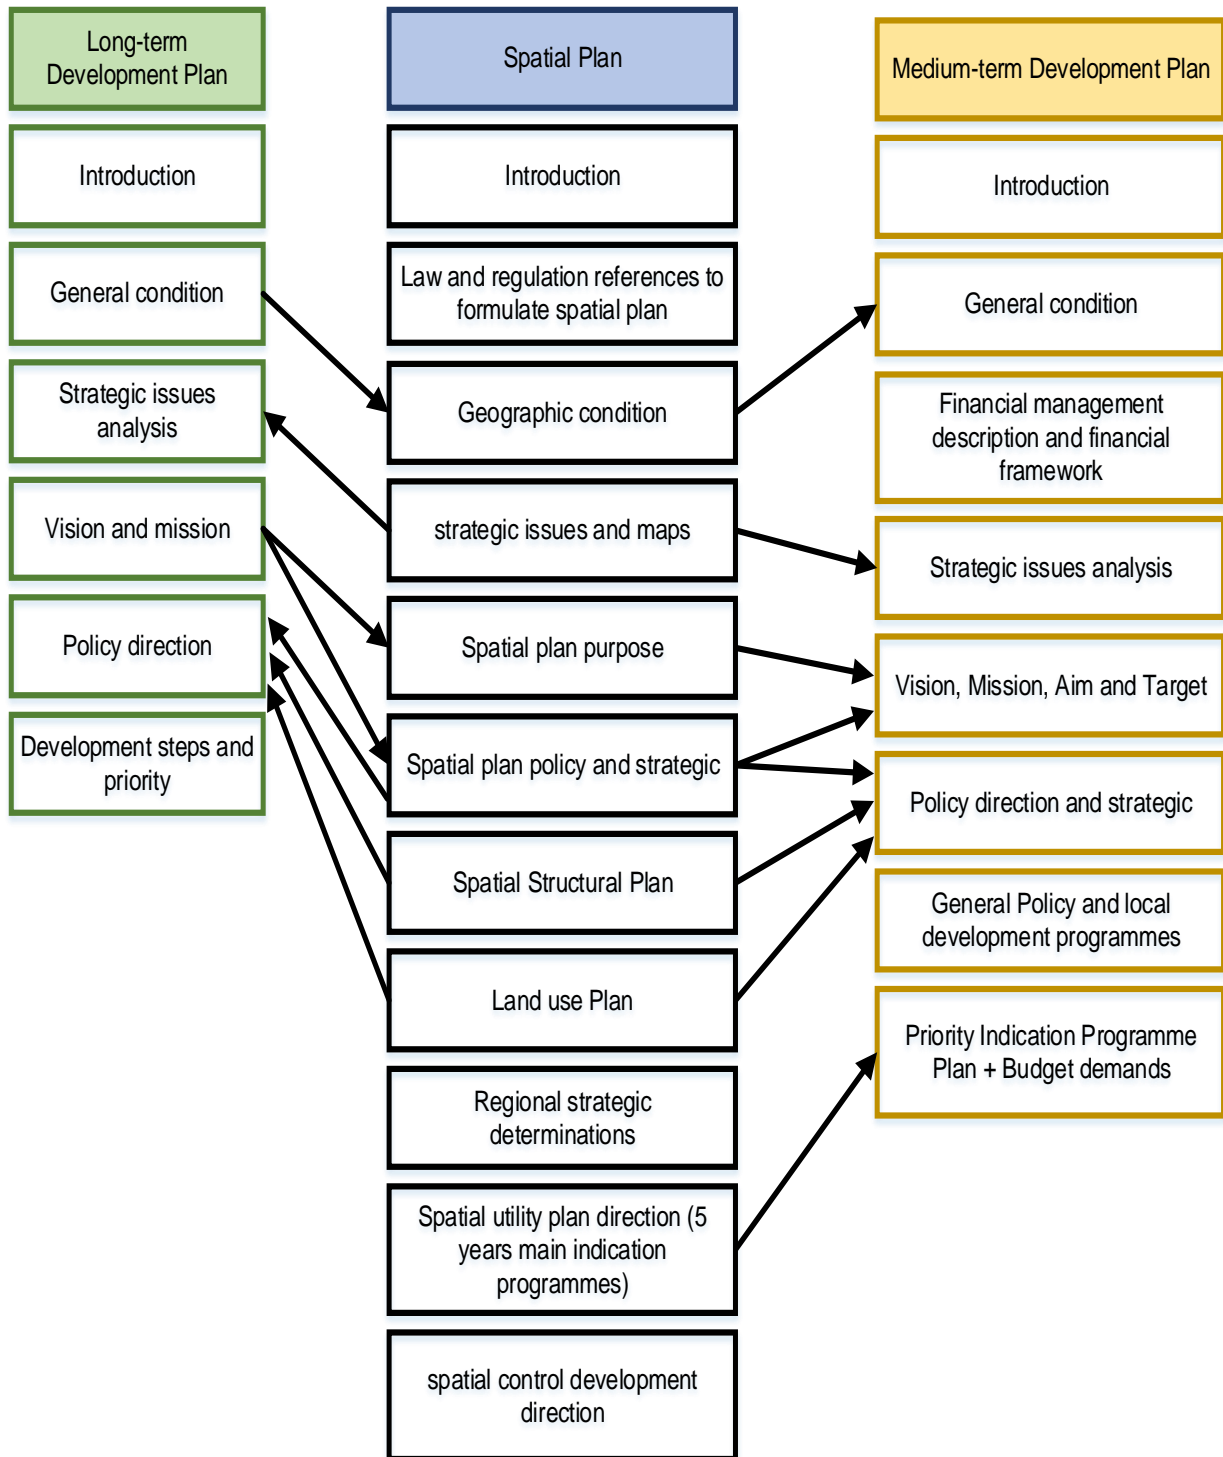 Long-term
Development Plan
Introduction
General condition
Strategic issues
analysis
Vision and mission
Policy direction
Development steps and
priority
Spatial Plan
Introduction
Law and regulation references to
formulate spatial plan
Geographic condition
strategic issues and maps
Spatial plan purpose
Spatial plan policy and strategic
Spatial Structural Plan
Land use Plan
Regional strategic
determinations
Spatial utility plan direction (5
years main indication
programmes)
spatial control development
direction
Medium-term Development Plan
Introduction
General condition
Financial management
description and financial
framework
Strategic issues analysis
Vision, Mission, Aim and Target
Policy direction and strategic
General Policy and local
development programmes
Priority Indication Programme
Plan + Budget demands